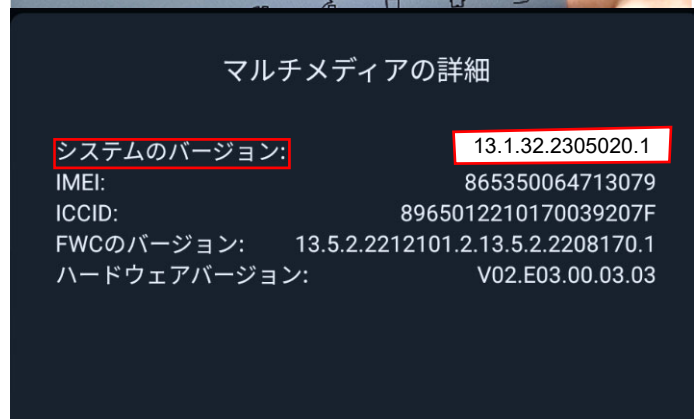 マルチメディアの詳細
システムのバージョン: 13.1.32.2305020.1
IMEI: 865350064713079
ICCID: 8965012210170039207F
FWCのバージョン: 13.5.2.2212101.2.13.5.2.2208170.1
ハードウェアバージョン: V02.E03.00.03.03